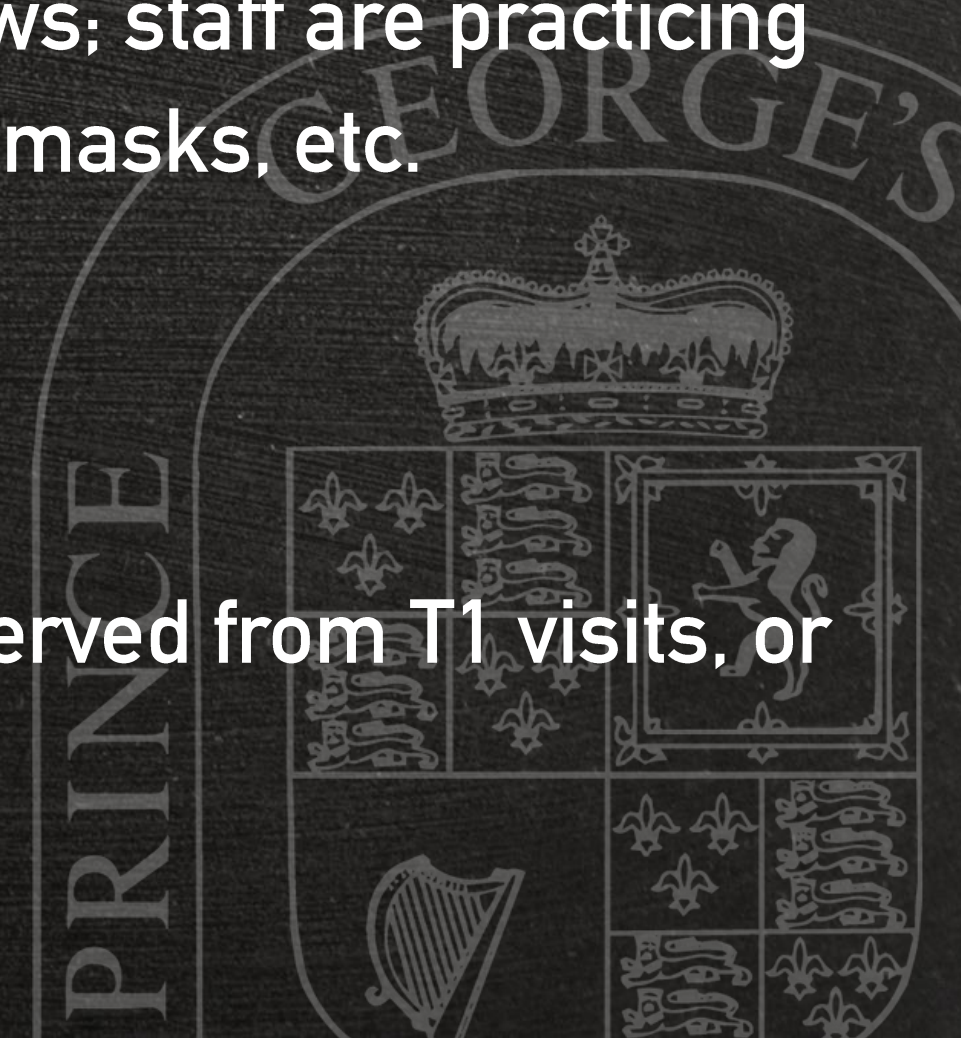 ws; staff are practicing
GEORGE'S
masks, etc.
PRINCE
erved from T1 visits, or